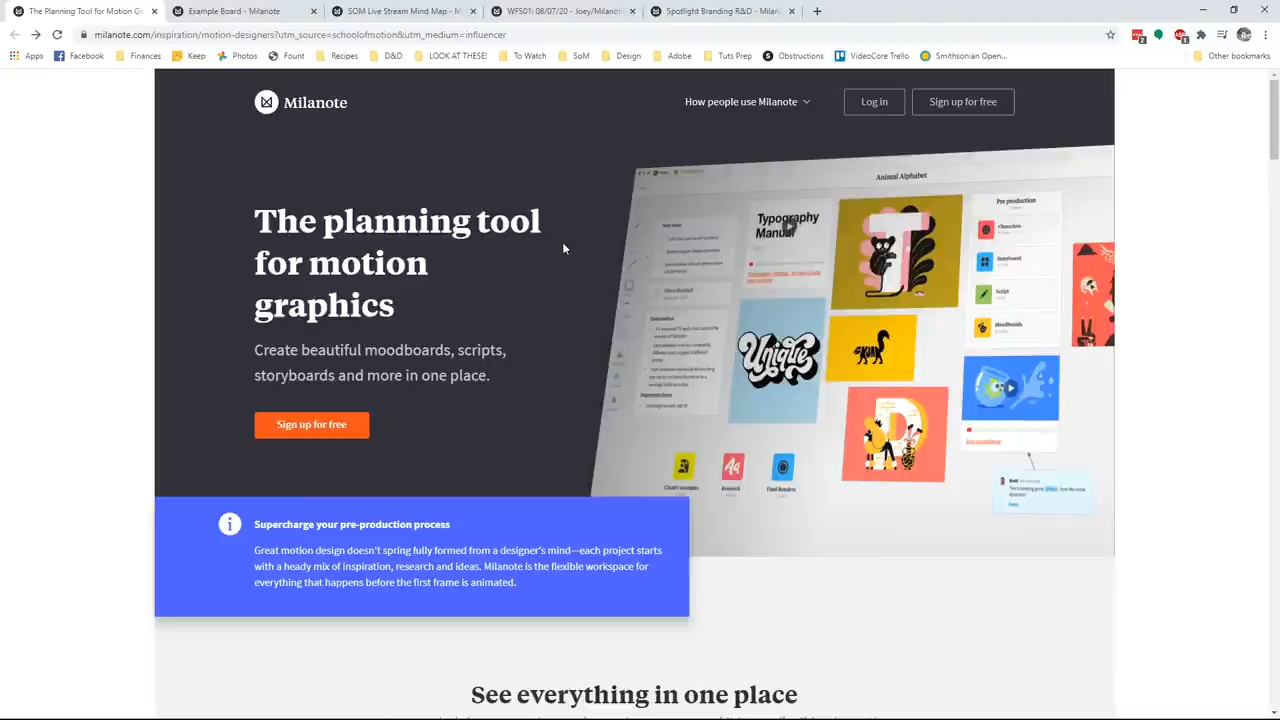 The Planning Tool for Motion Gr
Example Board - Milanote
SOM Live Stream Mind Map - M
WFS01: 08/07/20 - Joey/Milanote
Spotlight Branding R&D - Milan
milanote.com/inspiration/motion-designers?utm_source=schoolofmotion&utm_medium=influencer
Apps
Facebook
Finances
Keep
Photos
Fount
Recipes
D&D
LOOK AT THESE!
To Watch
SoM
Design
Adobe
Tuts Prep
Obstructions
VideoCore Trello
Smithsonian Open...
Other bookmarks
Milanote
How people use Milanote
Log in
Sign up for free
The planning tool
for motion
graphics
Create beautiful moodboards, scripts,
storyboards and more in one place.
Sign up for free
Animal Alphabet
Typography
Manual
Unique
Pre production
Characters
Storyboard
Script
Moodboards
Research
Final Renders
Supercharge your pre-production process
Great motion design doesn't spring fully formed from a designer's mind—each project starts
with a heady mix of inspiration, research and ideas. Milanote is the flexible workspace for
everything that happens before the first frame is animated.
See everything in one place